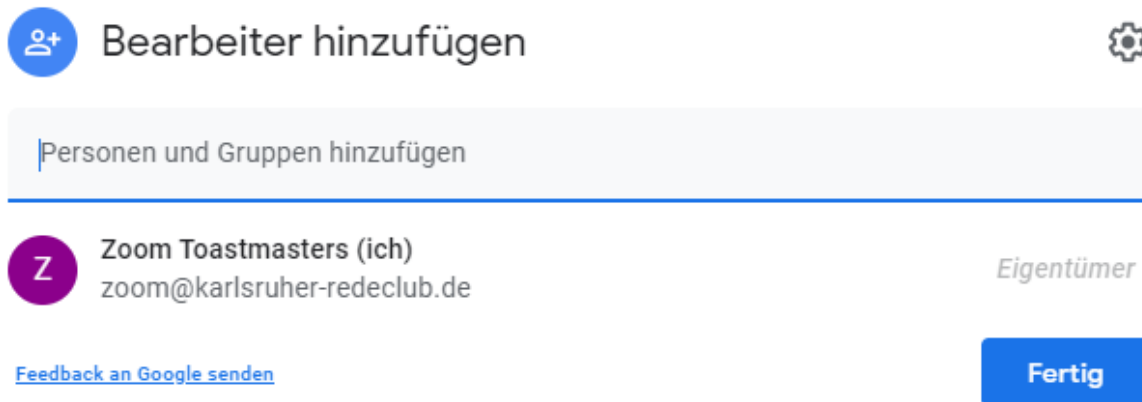 Bearbeiter hinzufügen
Personen und Gruppen hinzufügen
Z
Zoom Toastmasters (ich)
zoom@karlsruher-redeclub.de
Eigentümer
Feedback an Google senden
Fertig